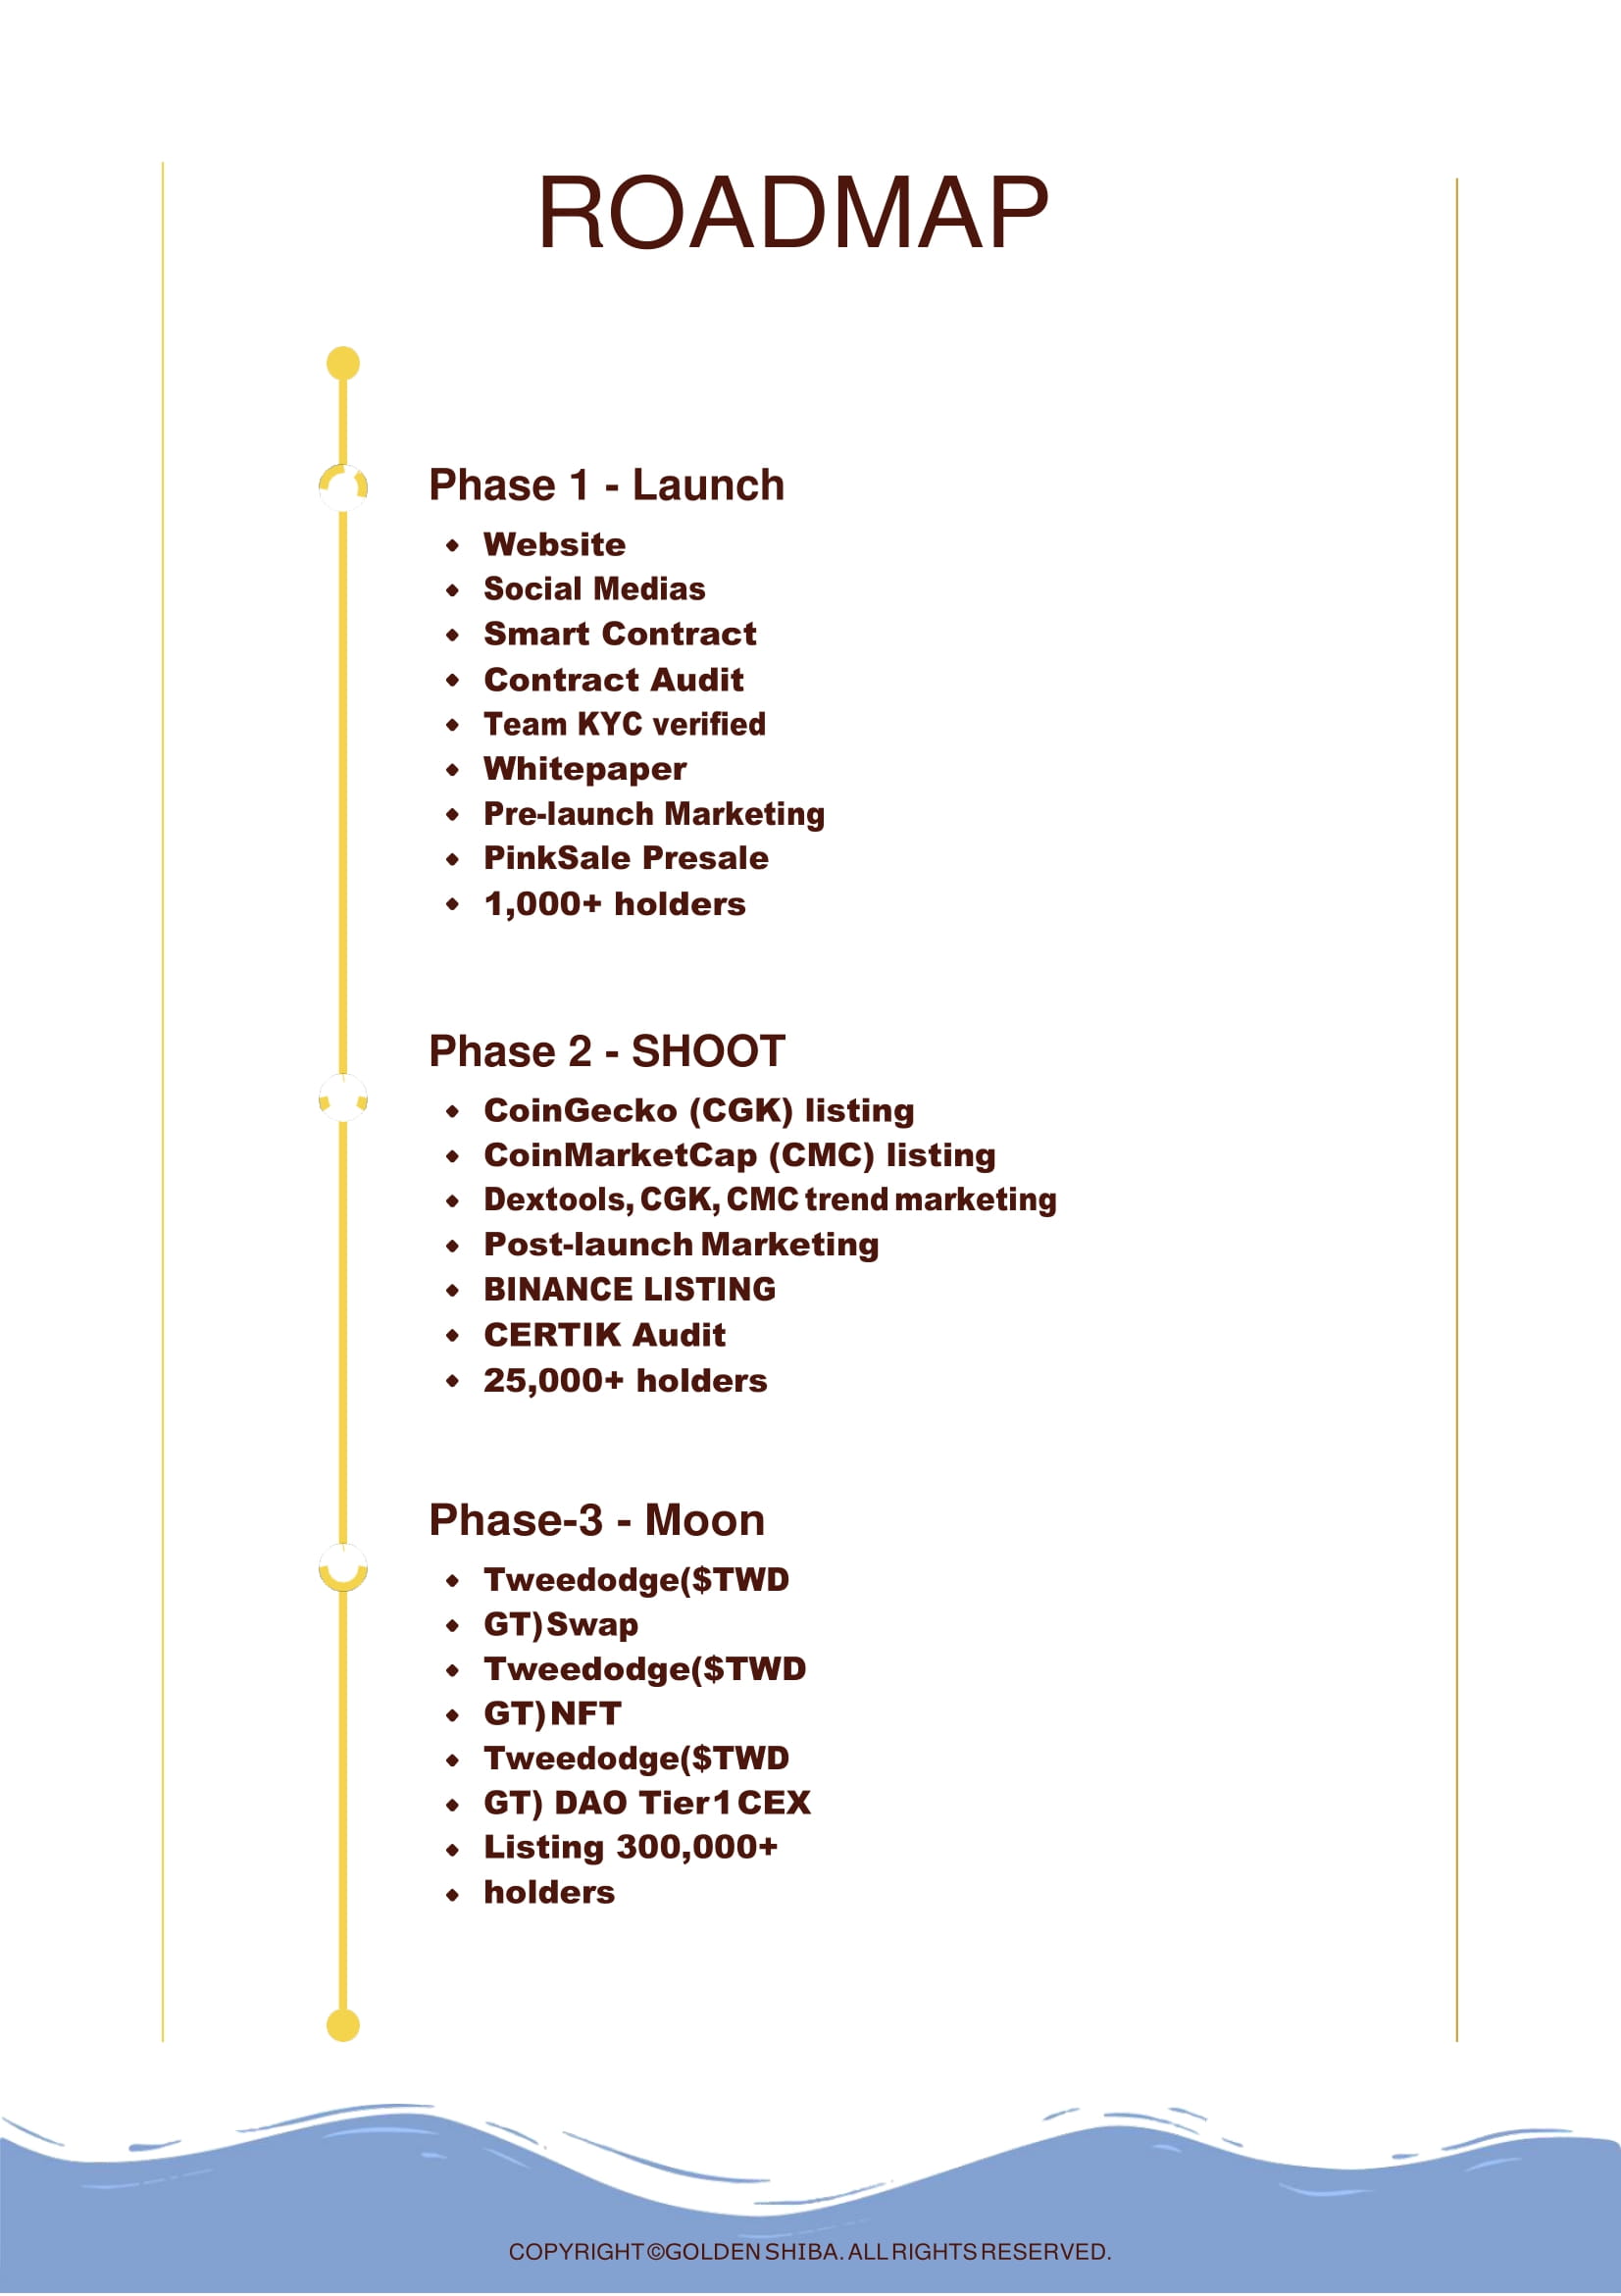 ROADMAP
Phase 1 - Launch
Website
Social Medias
Smart Contract
Contract Audit
Team KYC verified
Whitepaper
Pre-launch Marketing
PinkSale Presale
1,000+ holders
Phase 2 - SHOOT
CoinGecko (CGK) listing
CoinMarketCap (CMC) listing
Dextools, CGK, CMC trend marketing
Post-launch Marketing
BINANCE LISTING
CERTIK Audit
25,000+ holders
Phase-3 - Moon
Tweedodge($TWD
GT) Swap
Tweedodge($TWD
GT) NFT
Tweedodge($TWD
GT) DAO Tier 1 CEX
Listing 300,000+
holders
COPYRIGHT ©GOLDEN SHIBA. ALL RIGHTS RESERVED.